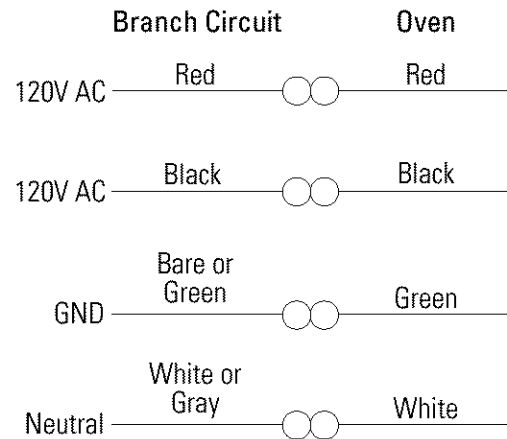 Branch Circuit Oven
Red Red
120V AC
Black Black
120V AC
Bare or
Green Green
GND
White or
Gray White
Neutral